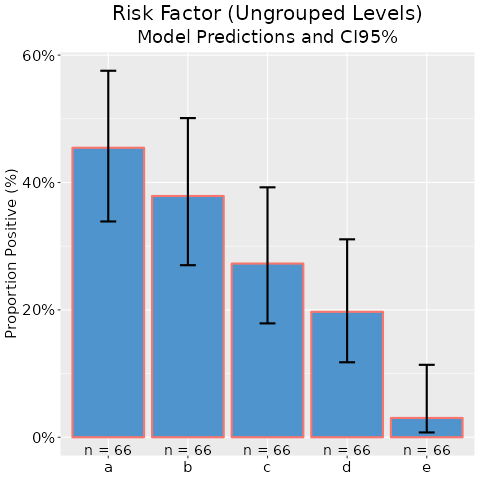 Risk Factor (Ungrouped Levels)
Model Predictions and CI95%
Proportion Positive (%)
60%
40%
20%
0%
n = 66 n = 66 n = 66 n = 66 n = 66
a b c d e